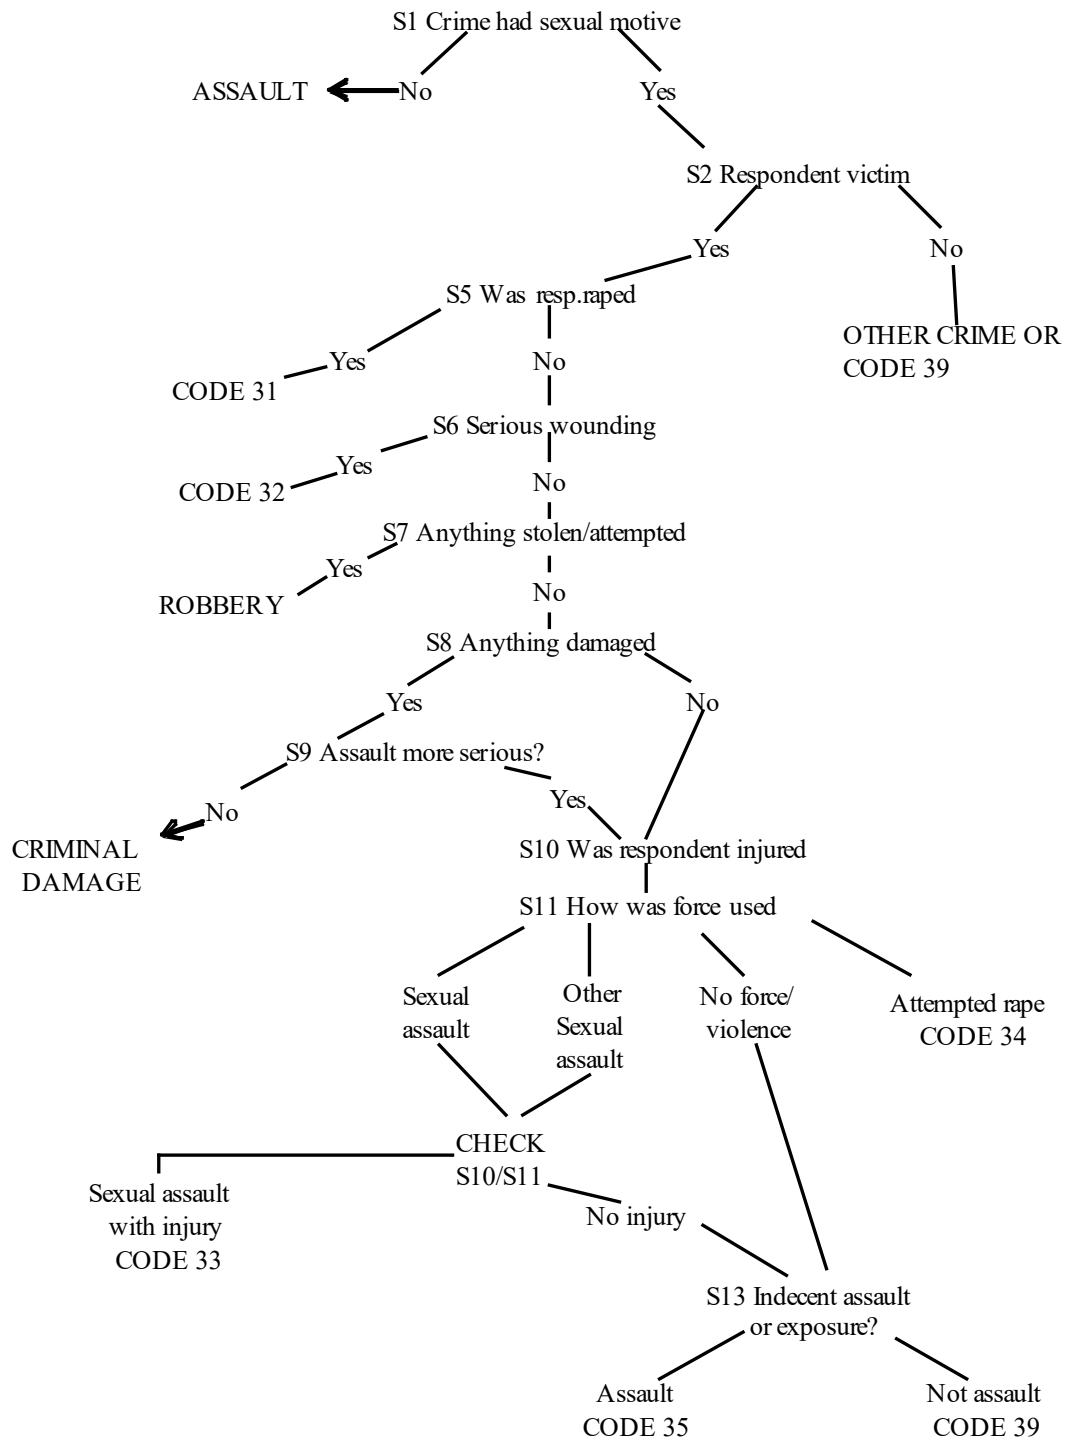 S1 Crime had sexual motive
ASSAULT
No
Yes
S2 Respondent victim
Yes
No
S5 Was resp.raped
OTHER CRIME OR
CODE 39
Yes
No
CODE 31
S6 Serious wounding
Yes
No
CODE 32
S7 Anything stolen/attempted
Yes
No
ROBBERY
S8 Anything damaged
Yes
No
S9 Assault more serious?
Yes
No
CRIMINAL
DAMAGE
S10 Was respondent injured
S11 How was force used
Sexual
assault
Other
Sexual
assault
No force/
violence
Attempted rape
CODE 34
CHECK
S10/S11
Sexual assault
with injury
CODE 33
No injury
S13 Indecent assault
or exposure?
Assault
CODE 35
Not assault
CODE 39